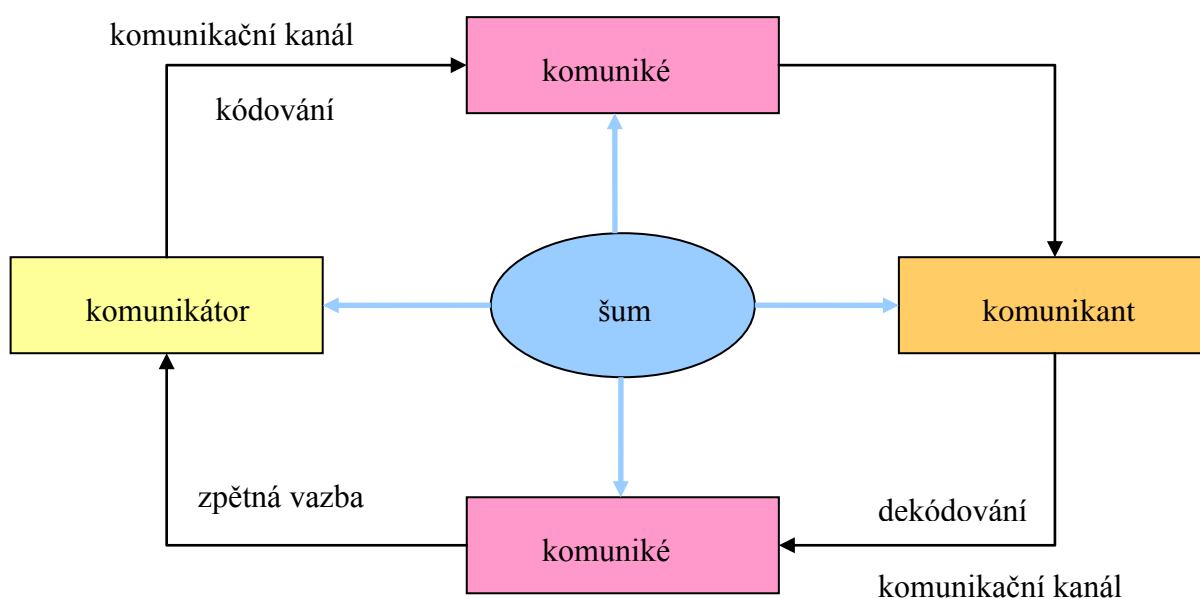 komunikační kanál
komuniké
kódování
komunikátor
šum
komunikant
zpětná vazba
dekódování
komuniké
komunikační kanál